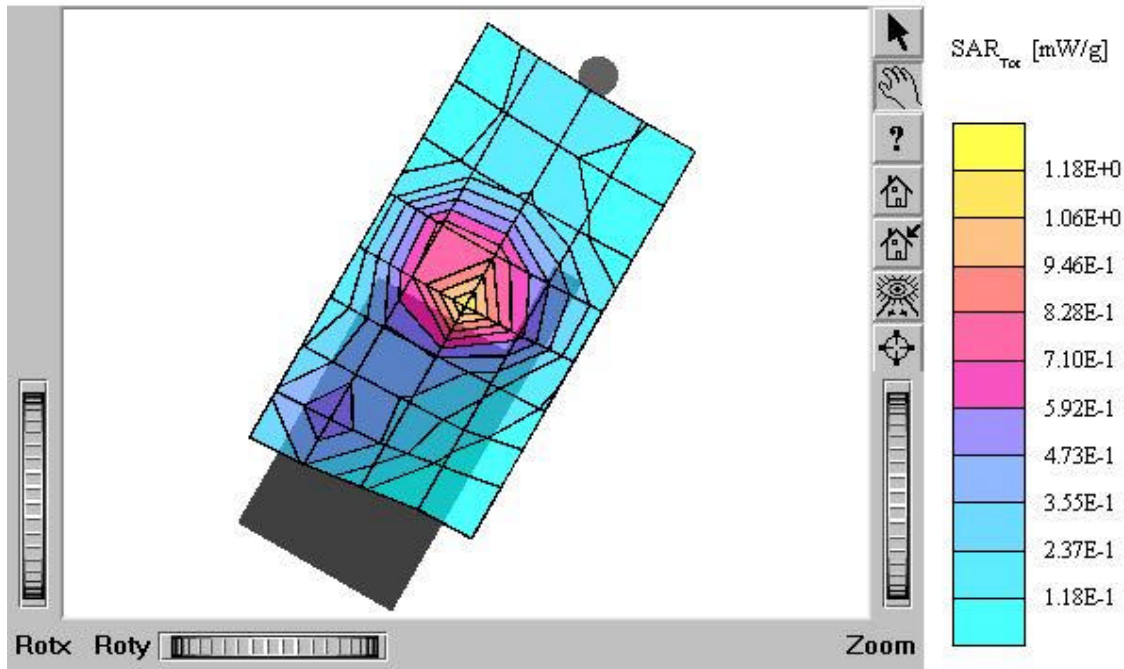 SAR_Tot [mW/g]
?
1.18E+0
1.06E+0
9.46E-1
8.28E-1
7.10E-1
5.92E-1
4.73E-1
3.55E-1
2.37E-1
1.18E-1
Rotx Roty Zoom